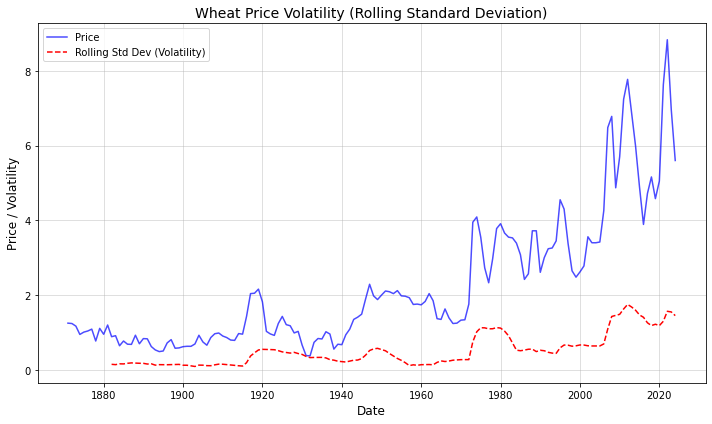 Wheat Price Volatility (Rolling Standard Deviation)
Price
Rolling Std Dev (Volatility)
Price / Volatility
8
6
4
2
0
1880 1900 1920 1940 1960 1980 2000 2020
Date